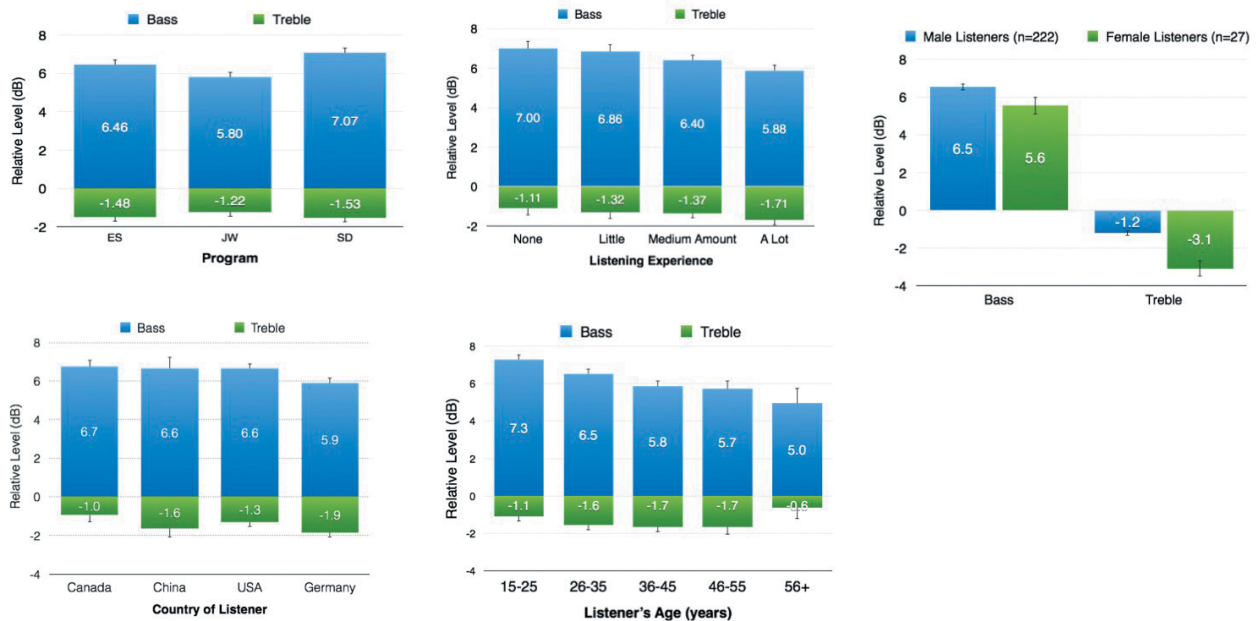 Bass Treble
Relative Level (dB)
8
6
4
2
0
-2
6.46 5.80 7.07
-1.48 -1.22 -1.53
ES JW SD
Program
Bass Treble
Relative Level (dB)
8
6
4
2
0
-2
7.00 6.86 6.40 5.88
-1.11 -1.32 -1.37 -1.71
None Little Medium Amount A Lot
Listening Experience
Male Listeners (n=222) Female Listeners (n=27)
Relative Level (dB)
8
6
4
2
0
-2
-4
6.5 5.6
-1.2 -3.1
Bass Treble
Bass Treble
Relative Level (dB)
8
6
4
2
0
-2
-4
6.7 6.6 6.6 5.9
-1.0 -1.6 -1.3 -1.9
Canada China USA Germany
Country of Listener
Bass Treble
Relative Level (dB)
8
6
4
2
0
-2
-4
7.3 6.5 5.8 5.7 5.0
-1.1 -1.6 -1.7 -1.7 -0.6
15-25 26-35 36-45 46-55 56+
Listener's Age (years)